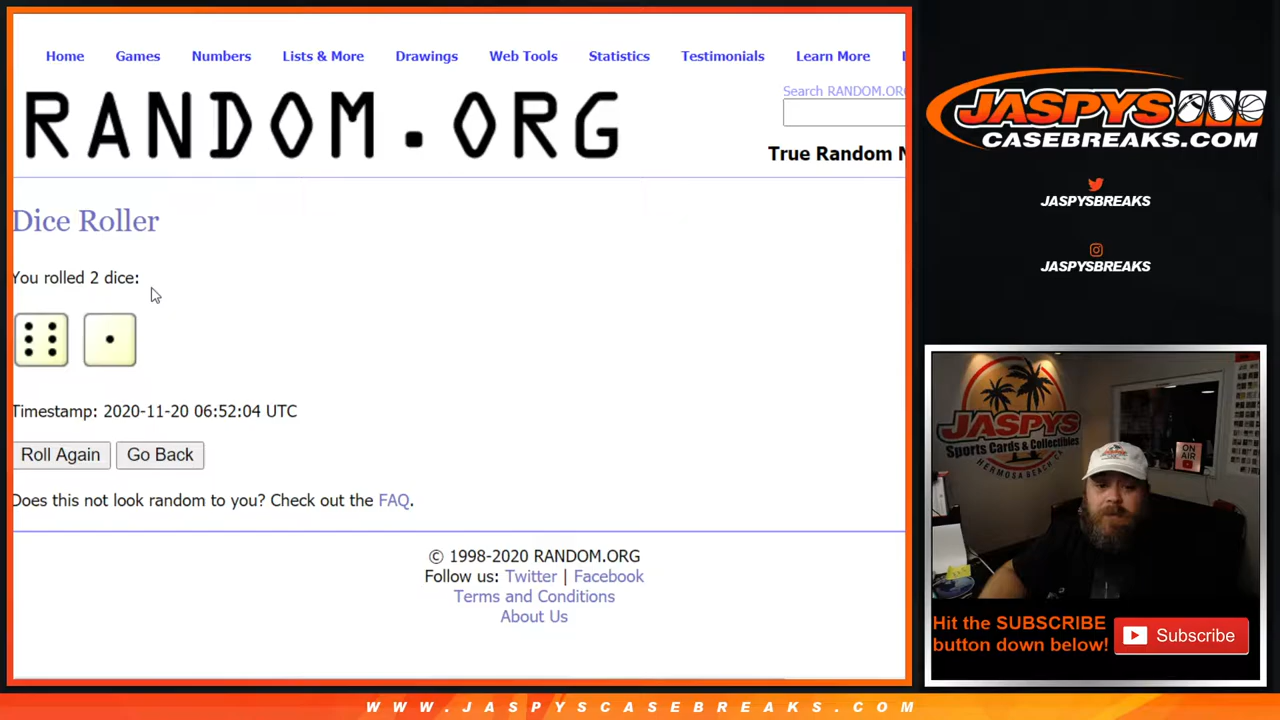 Home Games Numbers Lists & More Drawings Web Tools Statistics Testimonials Learn More
RANDOM.ORG
Search RANDOM.ORG
True Random N
Dice Roller
You rolled 2 dice:
Timestamp: 2020-11-20 06:52:04 UTC
Roll Again Go Back
Does this not look random to you? Check out the FAQ.
© 1998-2020 RANDOM.ORG
Follow us: Twitter | Facebook
Terms and Conditions
About Us
JASPYS
CASEBREAKS.COM
JASPYSBREAKS
JASPYSBREAKS
JASPYS
Sports Cards & Collectibles
HERMOSA BEACH, CA
ON
AIR
Hit the SUBSCRIBE
button down below!
Subscribe
WWW.JASPYSCASEBREAKS.COM